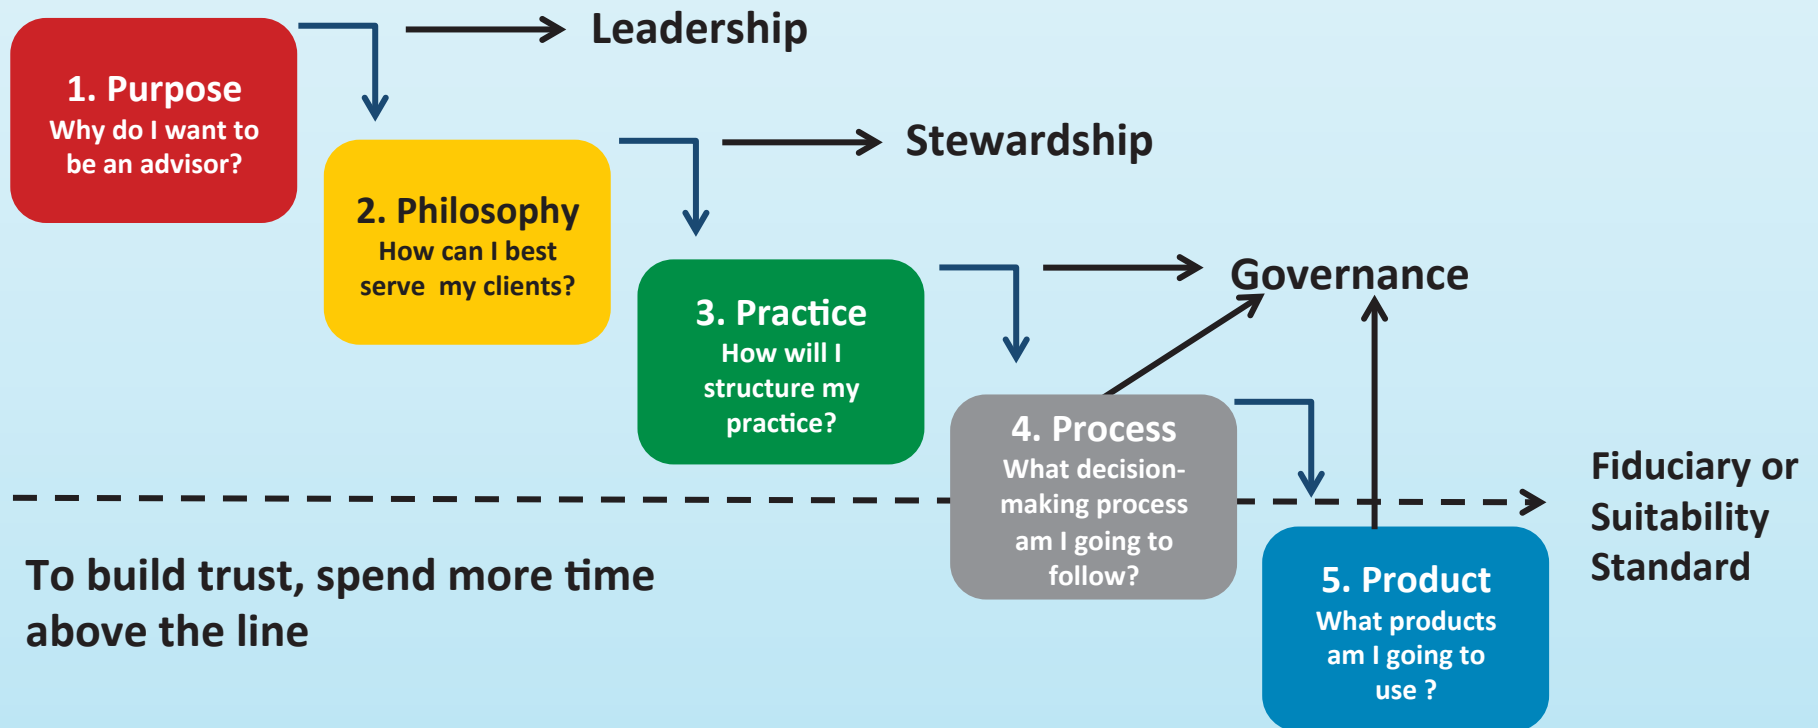 Leadership
1. Purpose
Why do I want to
be an advisor?
Stewardship
2. Philosophy
How can I best
serve  my clients?
Governance
3. Practice
How will I
structure my
practice?
4. Process
What decision-
making process
am I going to
follow?
Fiduciary or
Suitability
Standard
To build trust, spend more time
above the line
5. Product
What products
am I going to
use ?